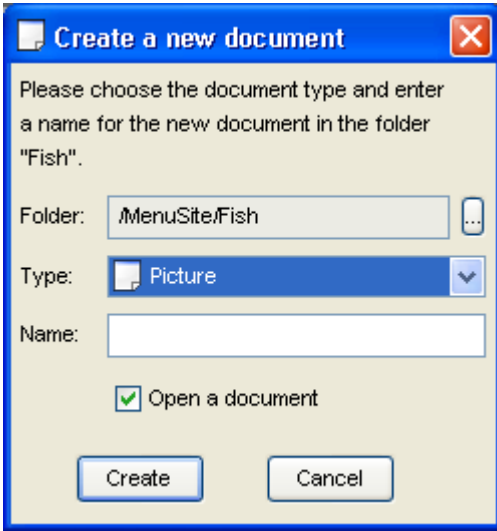 Create a new document
Please choose the document type and enter
a name for the new document in the folder
"Fish".
Folder: /MenuSite/Fish ...
Type: Picture
Name:
Open a document
Create Cancel